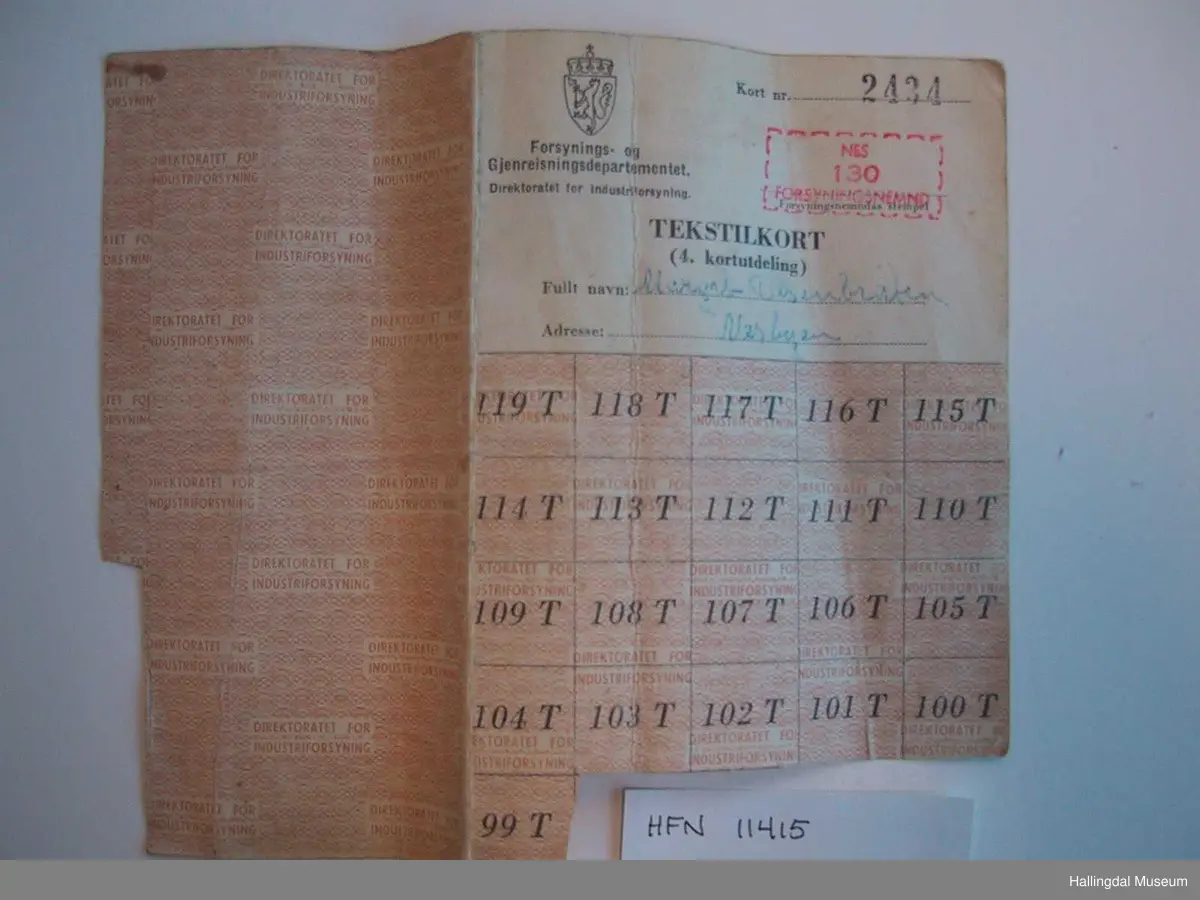 DIREKTORATET FOR
INDUSTRIFORSYNING
Kort nr. 2434
Forsynings- og
Gjenreisningsdepartementet.
Direktoratet for industriforsyning.
NES
130
FORSYNINGSNEMND
Forsyningsnemndas stempel
TEKSTILKORT
(4. kortutdeling)
Fullt navn:
Adresse: Nesbyen
119 T 118 T 117 T 116 T 115 T
114 T 113 T 112 T 111 T 110 T
109 T 108 T 107 T 106 T 105 T
104 T 103 T 102 T 101 T 100 T
99 T
HFN 11415
Hallingdal Museum